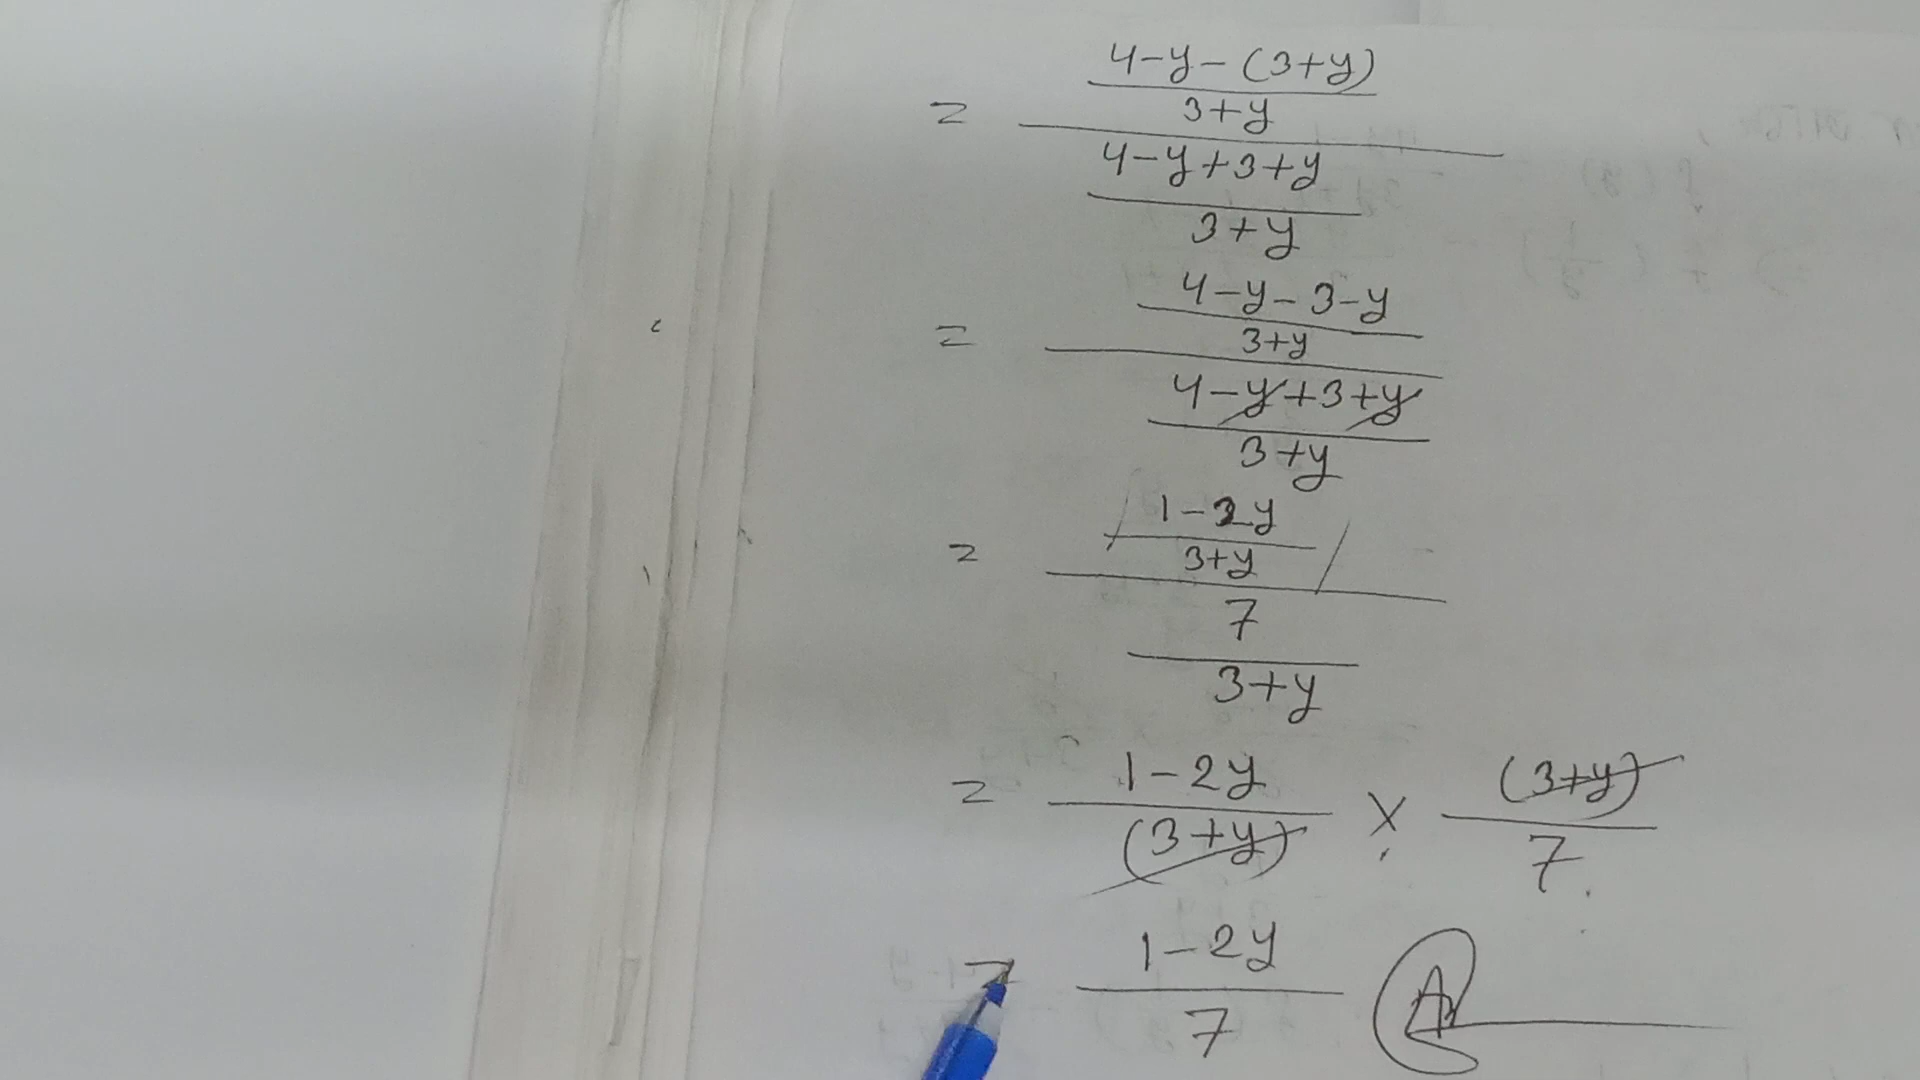 4-y-(3+y)
3+y
=
4-y+3+y
3+y
4-y-3-y
3+y
=
4-y+3+y
3+y
1-2y
3+y
=
7
3+y
= 1-2y / (3+y) × (3+y) / 7
= 1-2y / 7